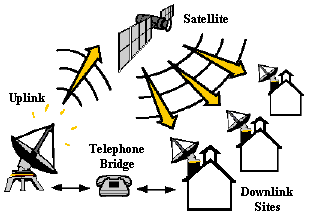 Satellite
Uplink
Telephone
Bridge
Downlink
Sites